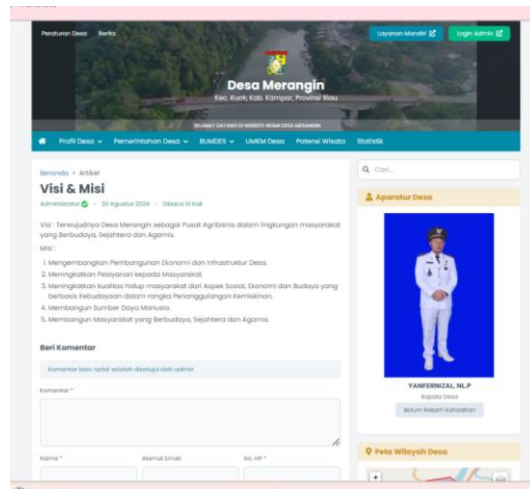 Peraturan Desa Berita
Layanan Mandiri
Login Admin
Desa Merangin
Kec. Kuok, Kab. Kampar, Provinsi Riau
SELAMAT DATANG DI WEBSITE RESMI DESA MERANGIN
Profil Desa Pemerintahan Desa BUMDES UMKM Desa Potensi Wisata Statistik
Beranda > Artikel
Visi & Misi
Administrator - 30 Agustus 2024 - Dibaca 16 Kali
Visi : Terwujudnya Desa Merangin sebagai Pusat Agribisnis dalam lingkungan masyarakat
yang Berbudaya, Sejahtera dan Agamis.
Misi :
1. Mengembangkan Pembangunan Ekonomi dan Infrastruktur Desa.
2. Meningkatkan Pelayanan kepada Masyarakat.
3. Meningkatkan kualitas hidup masyarakat dari Aspek Sosial, Ekonomi dan Budaya yang
berbasis Kebudayaan dalam rangka Penanggulangan Kemiskinan.
4. Membangun Sumber Daya Manusia.
5. Membangun Masyarakat yang Berbudaya, Sejahtera dan Agamis.
Beri Komentar
Komentar baru terbit setelah disetujui oleh admin
Komentar *
Nama *
Alamat Email
No. HP *
Cari...
Aparatur Desa
YANFERNIZAL, NL.P
Kepala Desa
Belum Rekam Kehadiran
Peta Wilayah Desa
+